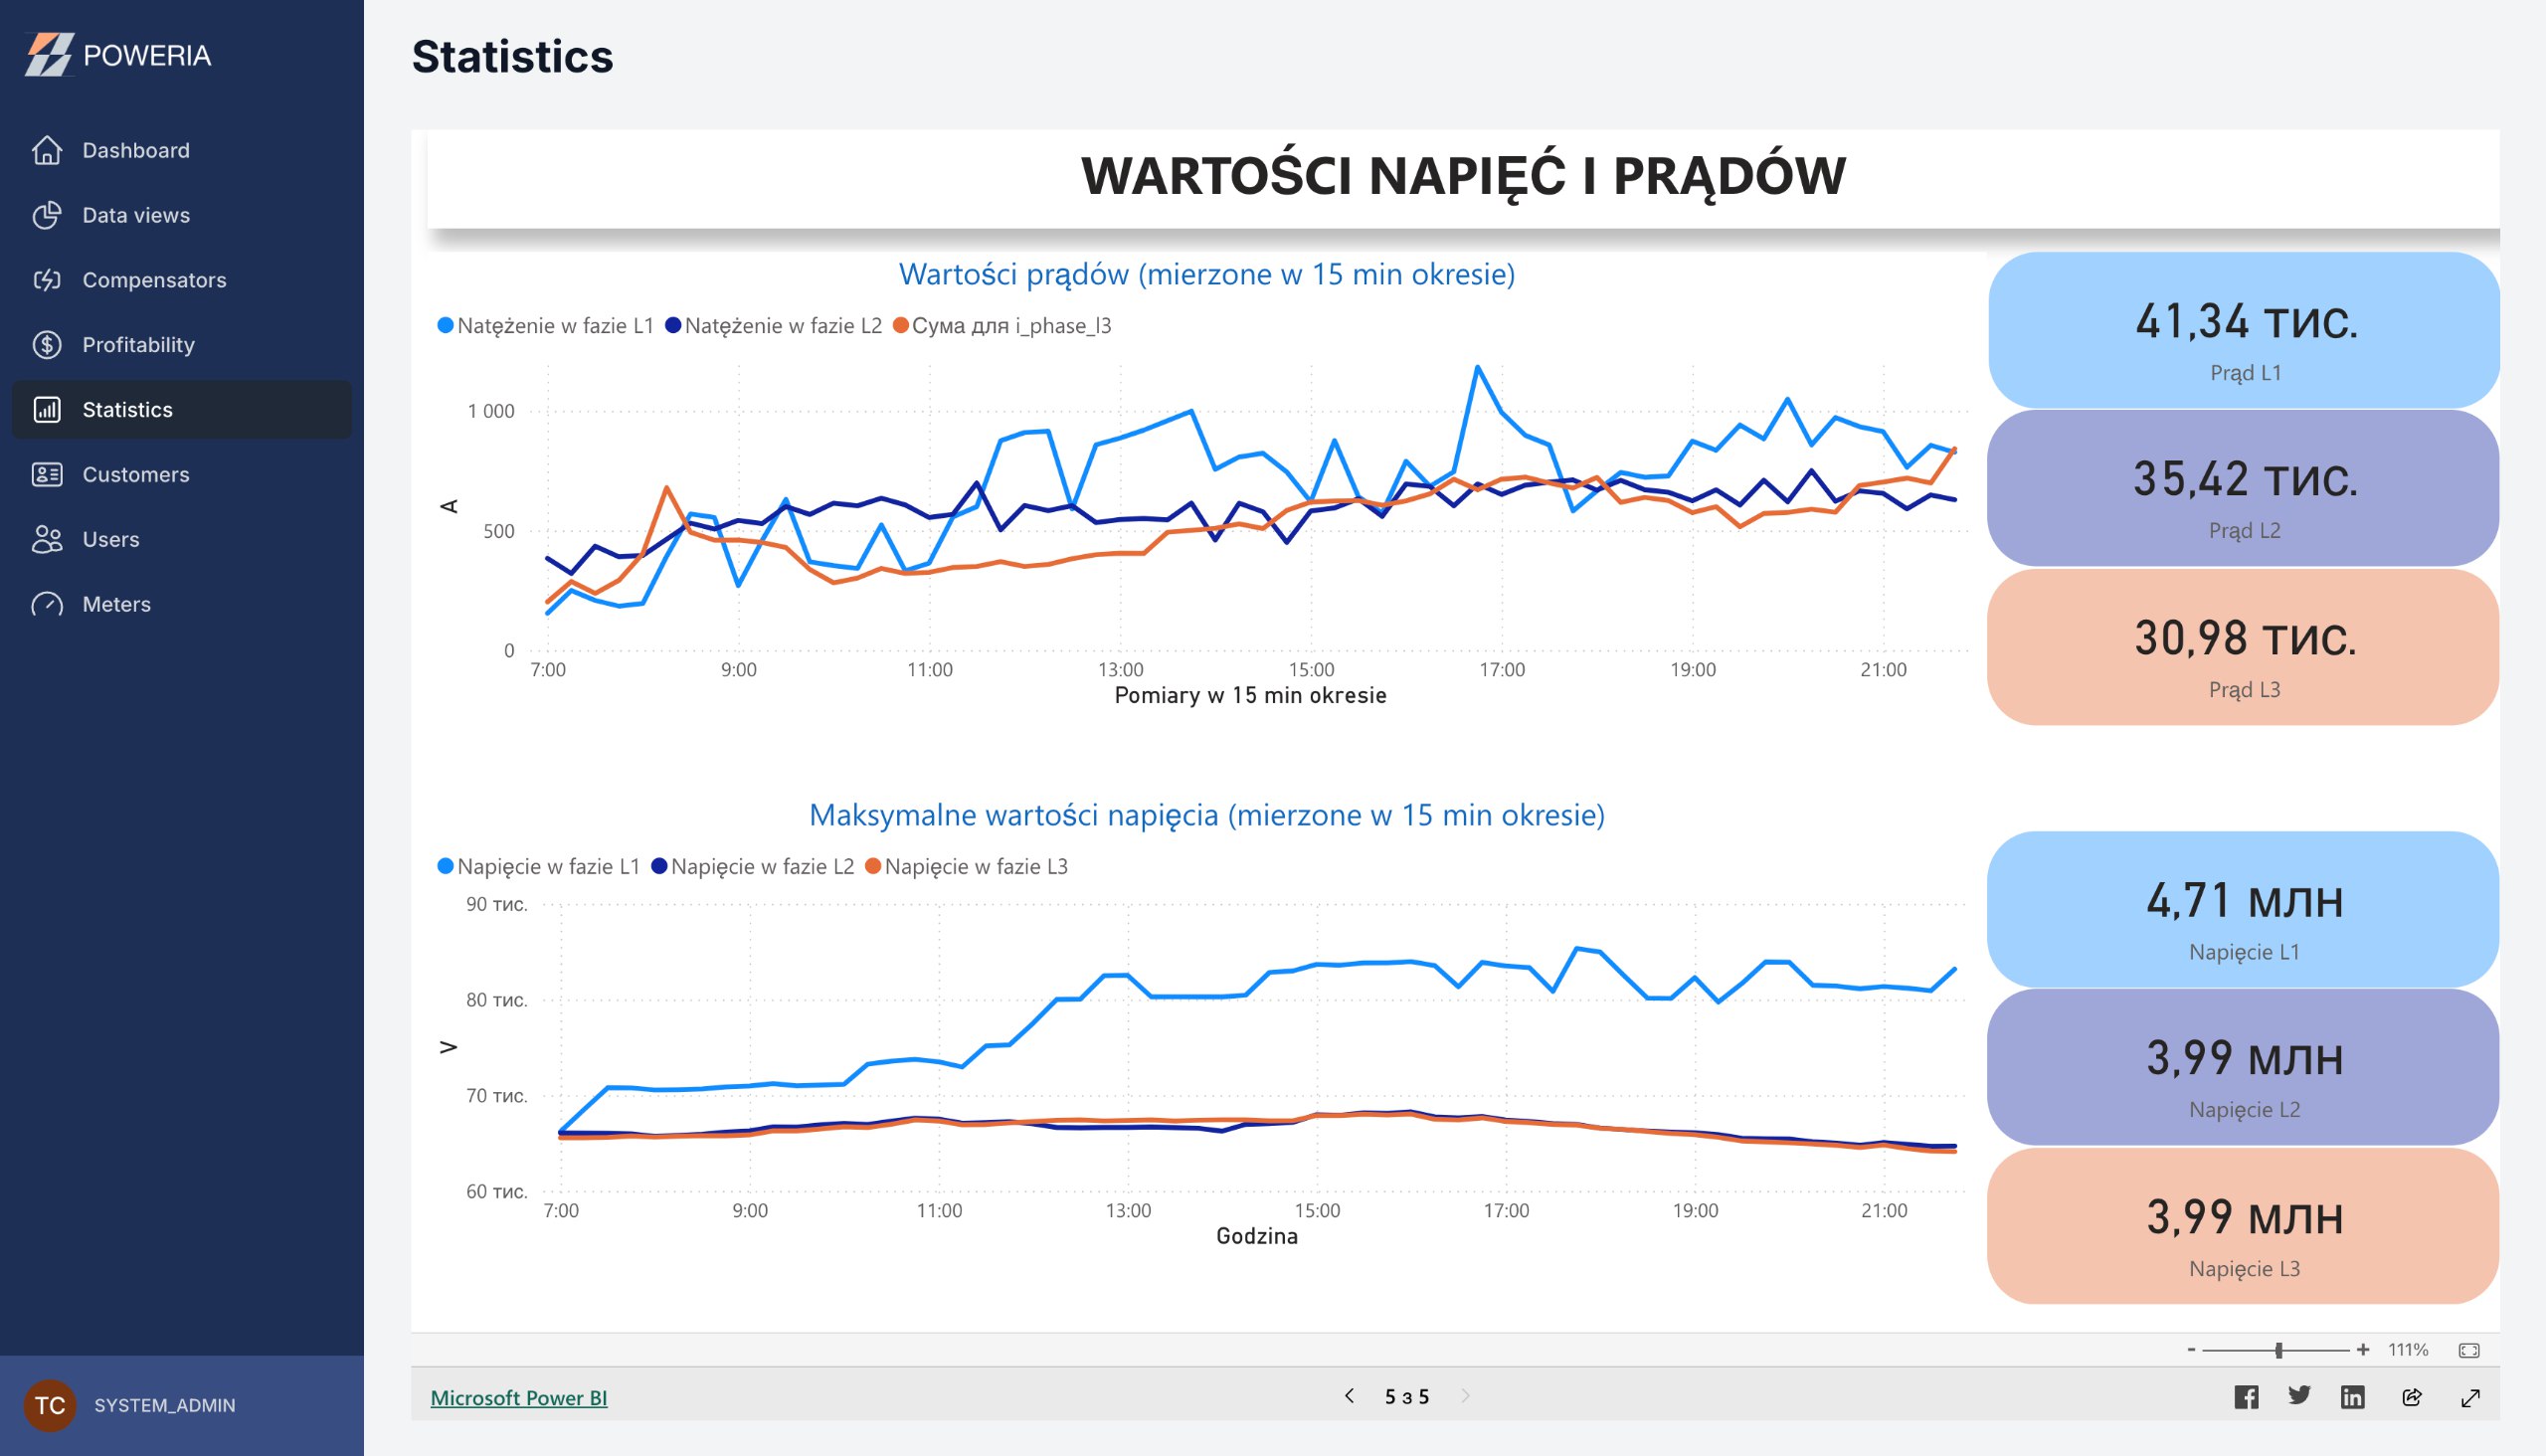 POWERIA
Dashboard
Data views
Compensators
Profitability
Statistics
Customers
Users
Meters
TC SYSTEM_ADMIN
Statistics
WARTOŚCI NAPIĘĆ I PRĄDÓW
Wartości prądów (mierzone w 15 min okresie)
Natężenie w fazie L1 Natężenie w fazie L2 Сума для i_phase_l3
A
1 000
500
0
7:00 9:00 11:00 13:00 15:00 17:00 19:00 21:00
Pomiary w 15 min okresie
41,34 тис.
Prąd L1
35,42 тис.
Prąd L2
30,98 тис.
Prąd L3
Maksymalne wartości napięcia (mierzone w 15 min okresie)
Napięcie w fazie L1 Napięcie w fazie L2 Napięcie w fazie L3
V
90 тис.
80 тис.
70 тис.
60 тис.
7:00 9:00 11:00 13:00 15:00 17:00 19:00 21:00
Godzina
4,71 млн
Napięcie L1
3,99 млн
Napięcie L2
3,99 млн
Napięcie L3
- + 111%
Microsoft Power BI
5 з 5